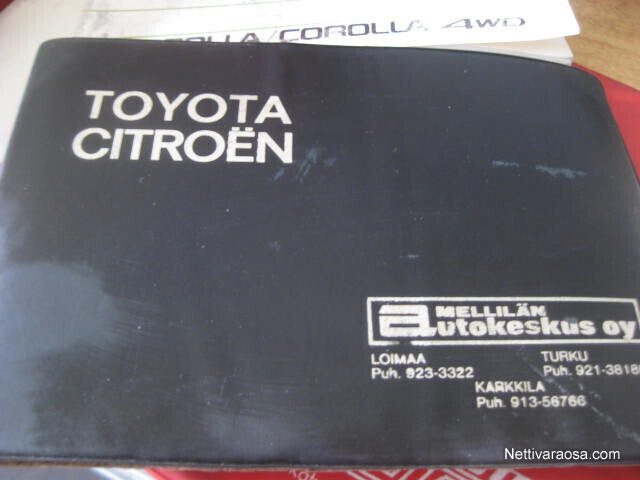 COROLLA 4WD
TOYOTA
CITROËN
MELLILÄN
autokeskus oy
LOIMAA
Puh. 923-3322
TURKU
Puh. 921-3818
KARKKILA
Puh. 913-56766
Nettivaraosa.com